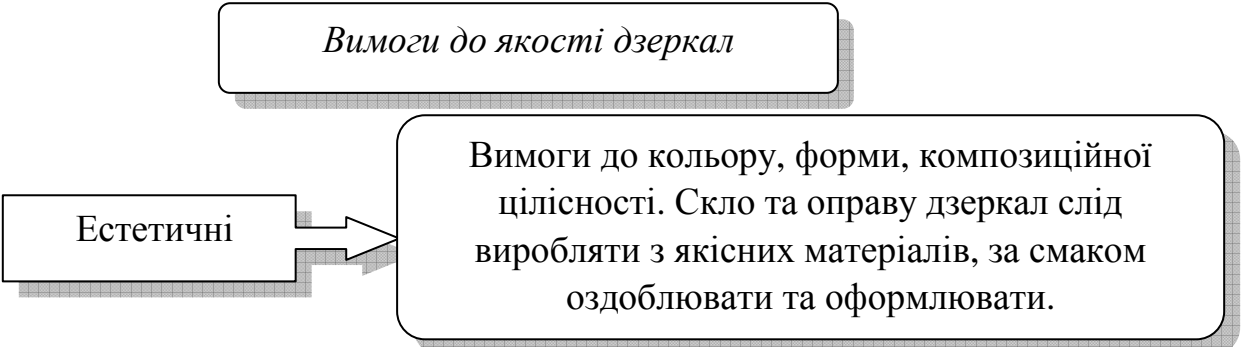 Вимоги до якості дзеркал
Естетичні
Вимоги до кольору, форми, композиційної
цілісності. Скло та оправу дзеркал слід
виробляти з якісних матеріалів, за смаком
оздоблювати та оформлювати.